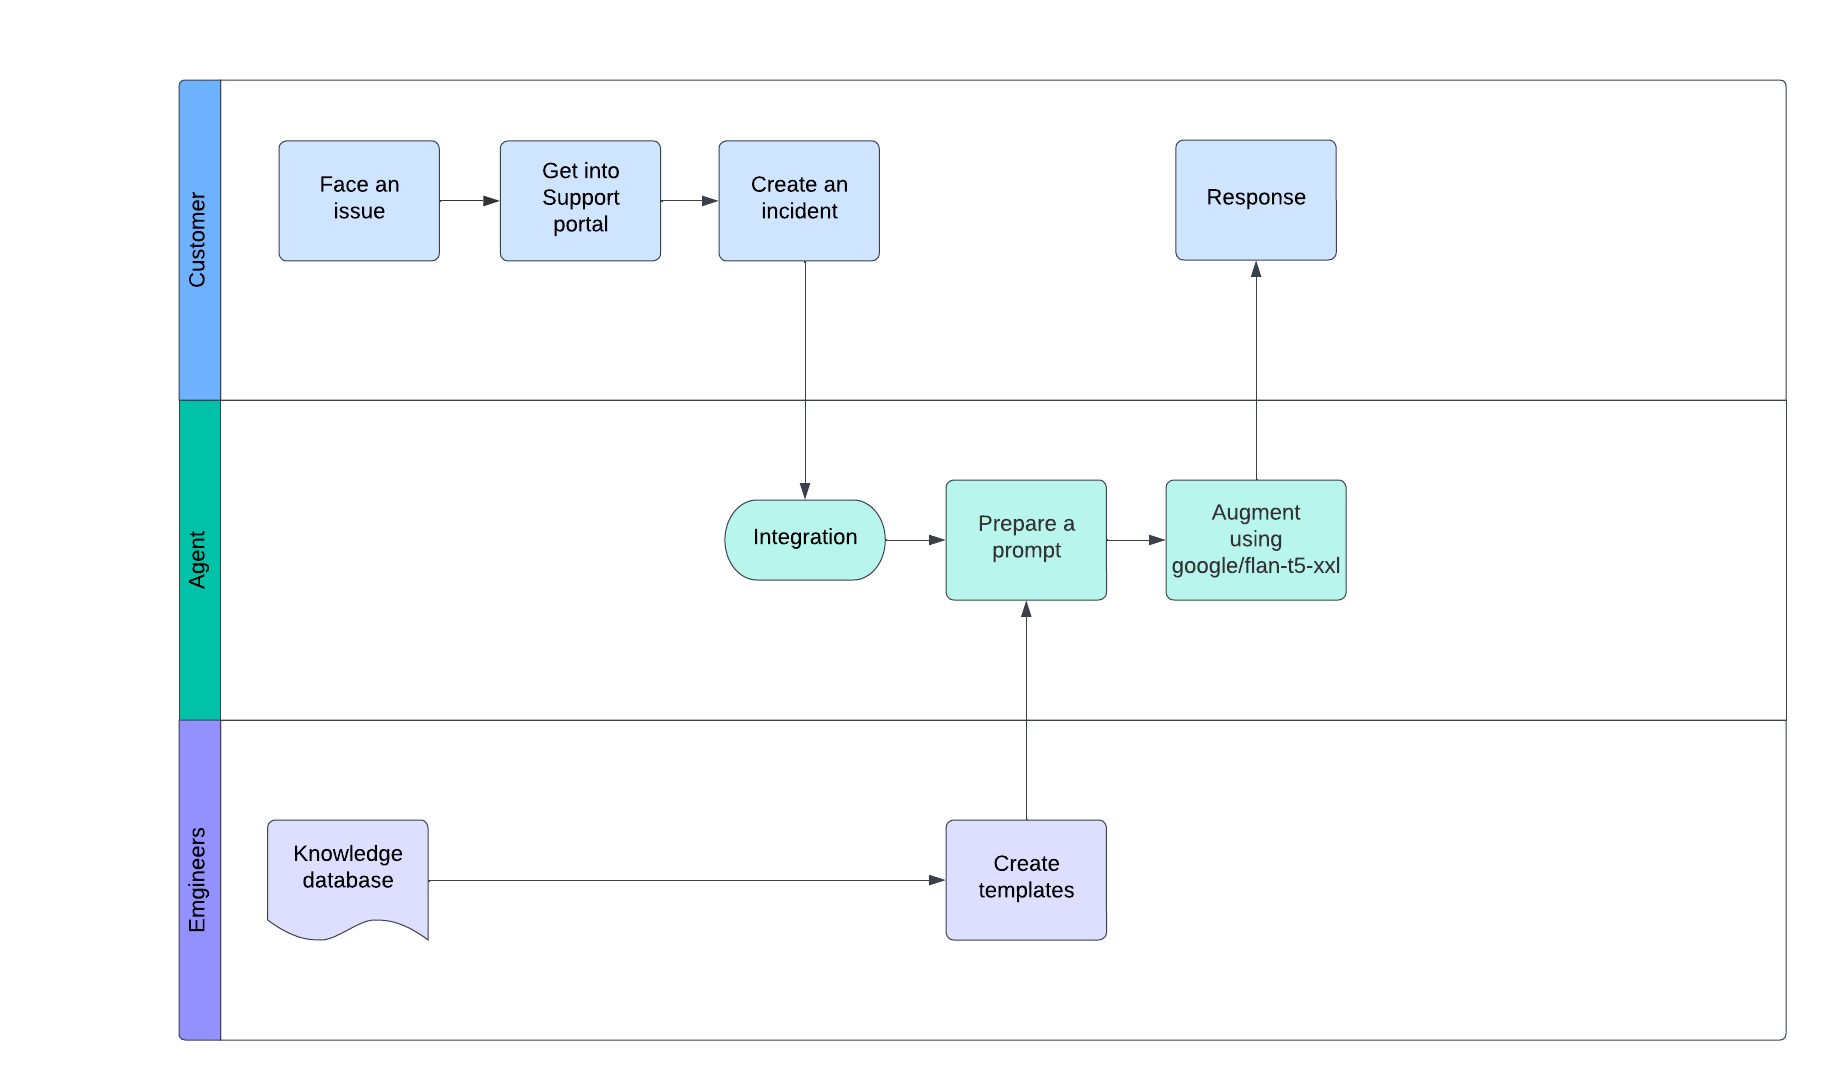 Customer
Face an
issue
Get into
Support
portal
Create an
incident
Response
Agent
Integration
Prepare a
prompt
Augment
using
google/flan-t5-xxl
Emgineers
Knowledge
database
Create
templates